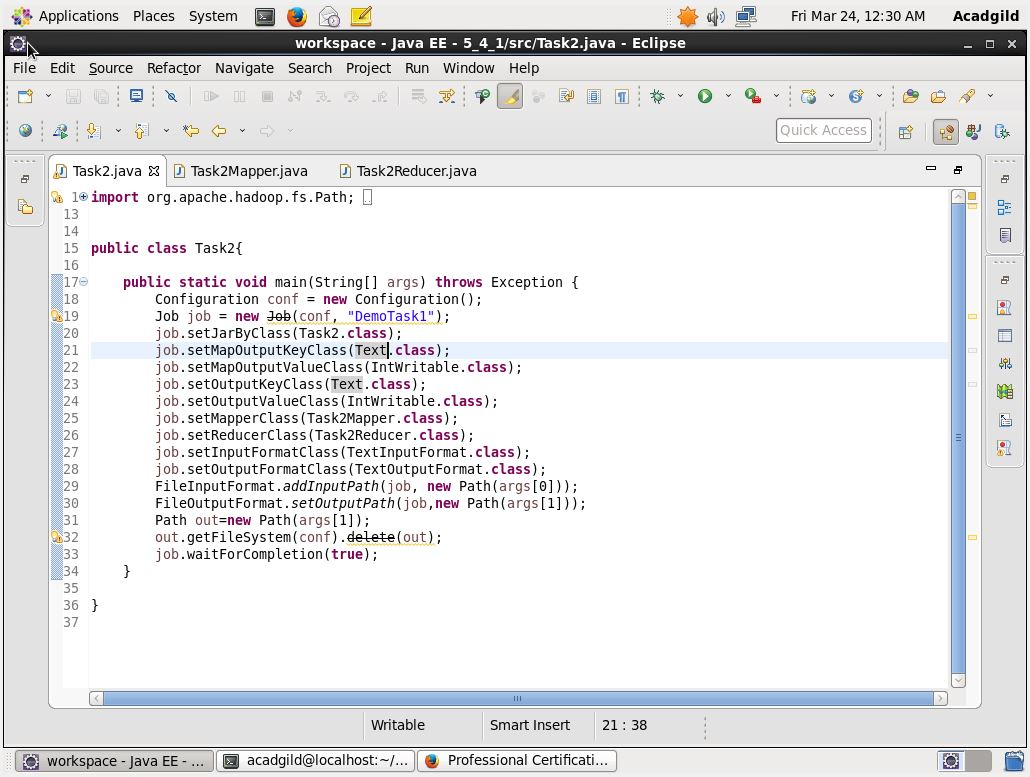 Applications Places System Fri Mar 24, 12:30 AM Acadgild
workspace - Java EE - 5_4_1/src/Task2.java - Eclipse
File Edit Source Refactor Navigate Search Project Run Window Help
Quick Access
Task2.java Task2Mapper.java Task2Reducer.java
1 import org.apache.hadoop.fs.Path;
13
14
15 public class Task2{
16
17 public static void main(String[] args) throws Exception {
18 Configuration conf = new Configuration();
19 Job job = new Job(conf, "DemoTask1");
20 job.setJarByClass(Task2.class);
21 job.setMapOutputKeyClass(Text.class);
22 job.setMapOutputValueClass(IntWritable.class);
23 job.setOutputKeyClass(Text.class);
24 job.setOutputValueClass(IntWritable.class);
25 job.setMapperClass(Task2Mapper.class);
26 job.setReducerClass(Task2Reducer.class);
27 job.setInputFormatClass(TextInputFormat.class);
28 job.setOutputFormatClass(TextOutputFormat.class);
29 FileInputFormat.addInputPath(job, new Path(args[0]));
30 FileOutputFormat.setOutputPath(job,new Path(args[1]));
31 Path out=new Path(args[1]);
32 out.getFileSystem(conf).delete(out);
33 job.waitForCompletion(true);
34 }
35
36 }
37
Writable Smart Insert 21 : 38
workspace - Java EE - ... acadgild@localhost:~/... Professional Certificati...